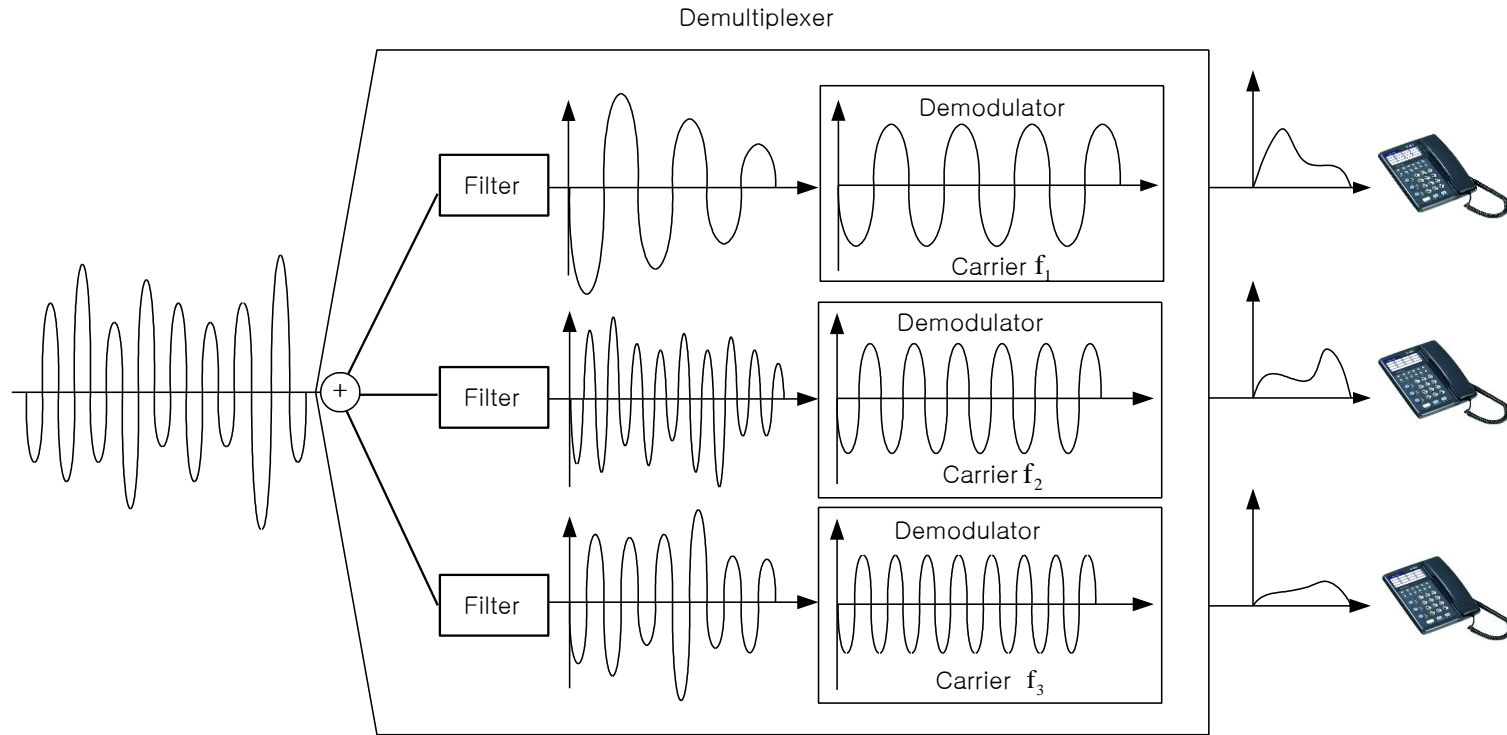 Demultiplexer
Filter
Demodulator
Carrier f₁
+
Filter
Demodulator
Carrier f₂
Filter
Demodulator
Carrier f₃